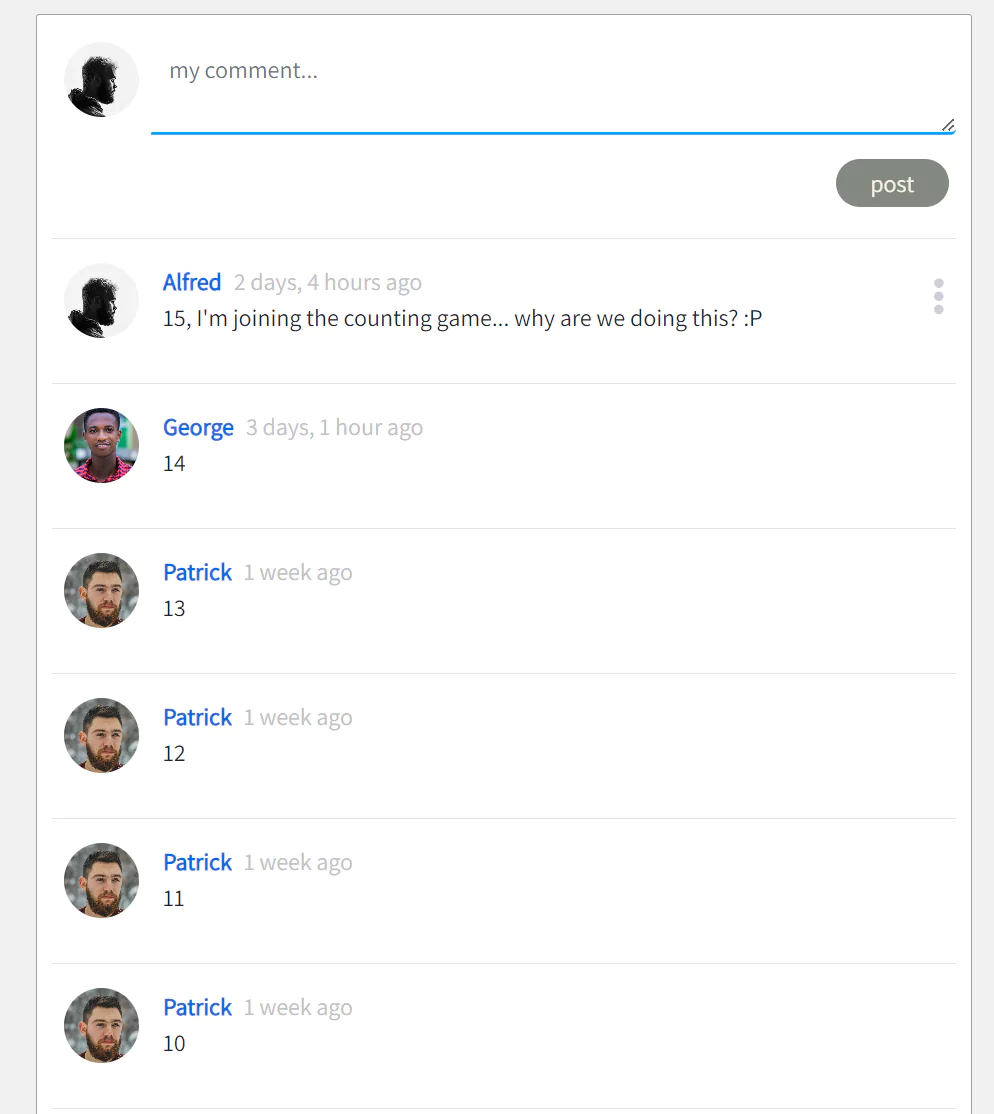 my comment...
post
Alfred 2 days, 4 hours ago
15, I'm joining the counting game... why are we doing this? :P
George 3 days, 1 hour ago
14
Patrick 1 week ago
13
Patrick 1 week ago
12
Patrick 1 week ago
11
Patrick 1 week ago
10